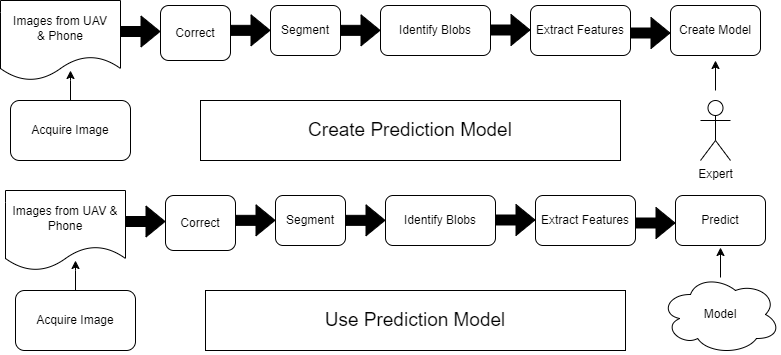 Images from UAV
& Phone
Correct
Segment
Identify Blobs
Extract Features
Create Model
Acquire Image
Create Prediction Model
Expert
Images from UAV &
Phone
Correct
Segment
Identify Blobs
Extract Features
Predict
Acquire Image
Use Prediction Model
Model